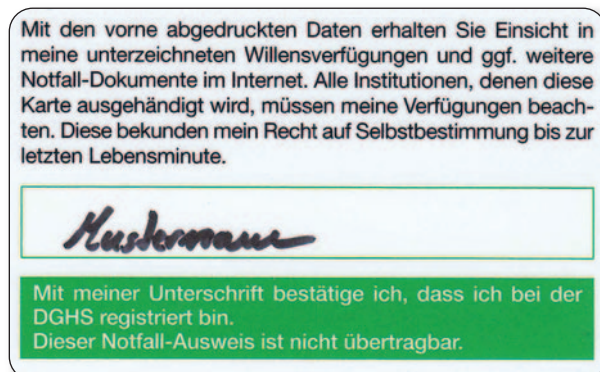 Mit den vorne abgedruckten Daten erhalten Sie Einsicht in
meine unterzeichneten Willensverfügungen und ggf. weitere
Notfall-Dokumente im Internet. Alle Institutionen, denen diese
Karte ausgehändigt wird, müssen meine Verfügungen beach-
ten. Diese bekunden mein Recht auf Selbstbestimmung bis zur
letzten Lebensminute.
Mustermann
Mit meiner Unterschrift bestätige ich, dass ich bei der
DGHS registriert bin.
Dieser Notfall-Ausweis ist nicht übertragbar.